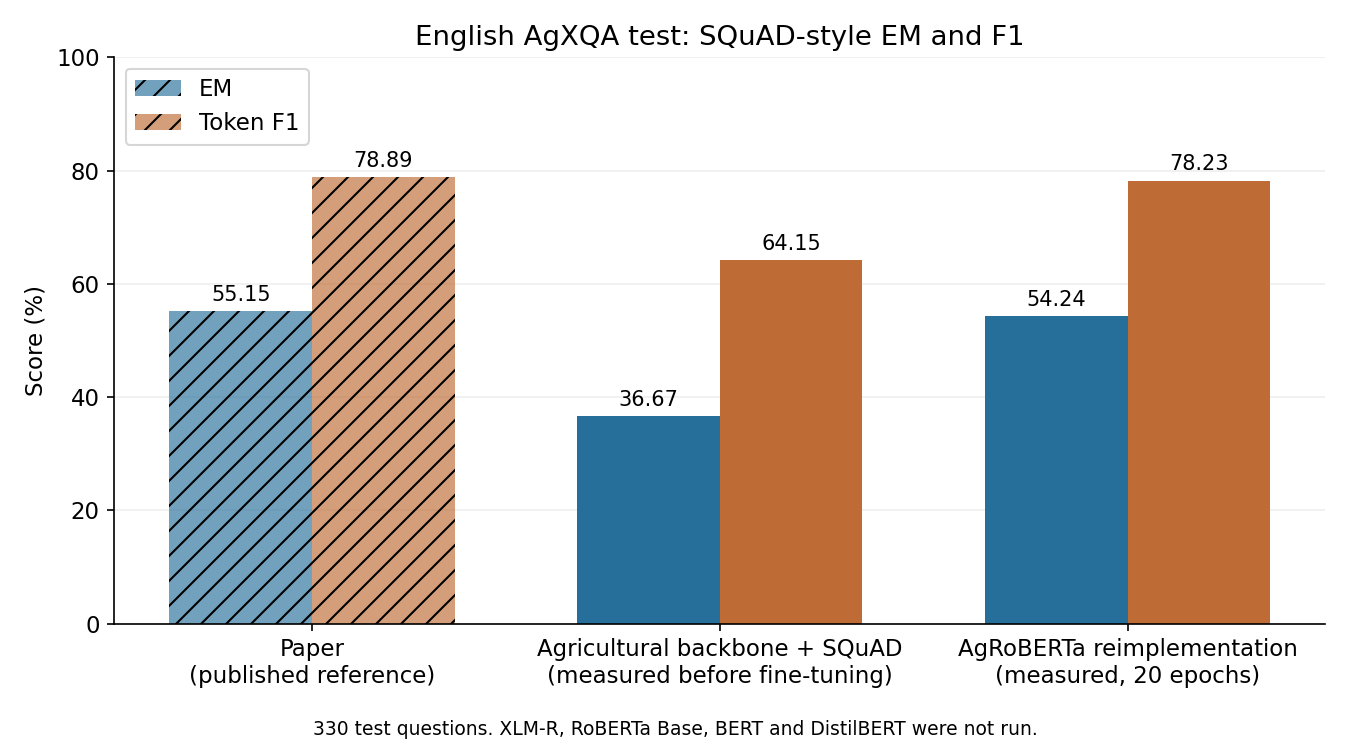 English AgXQA test: SQuAD-style EM and F1
EM
Token F1
Score (%)
100
80
60
40
20
0
55.15
78.89
36.67
64.15
54.24
78.23
Paper
(published reference)
Agricultural backbone + SQuAD
(measured before fine-tuning)
AgRoBERTa reimplementation
(measured, 20 epochs)
330 test questions. XLM-R, RoBERTa Base, BERT and DistilBERT were not run.